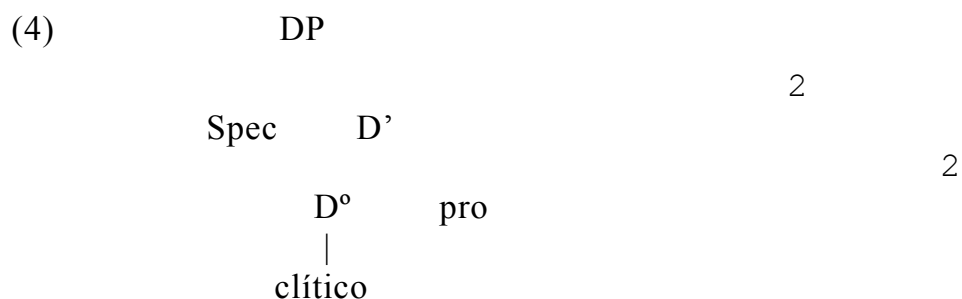 (4) DP
2
Spec D’
2
Dº pro
|
clítico